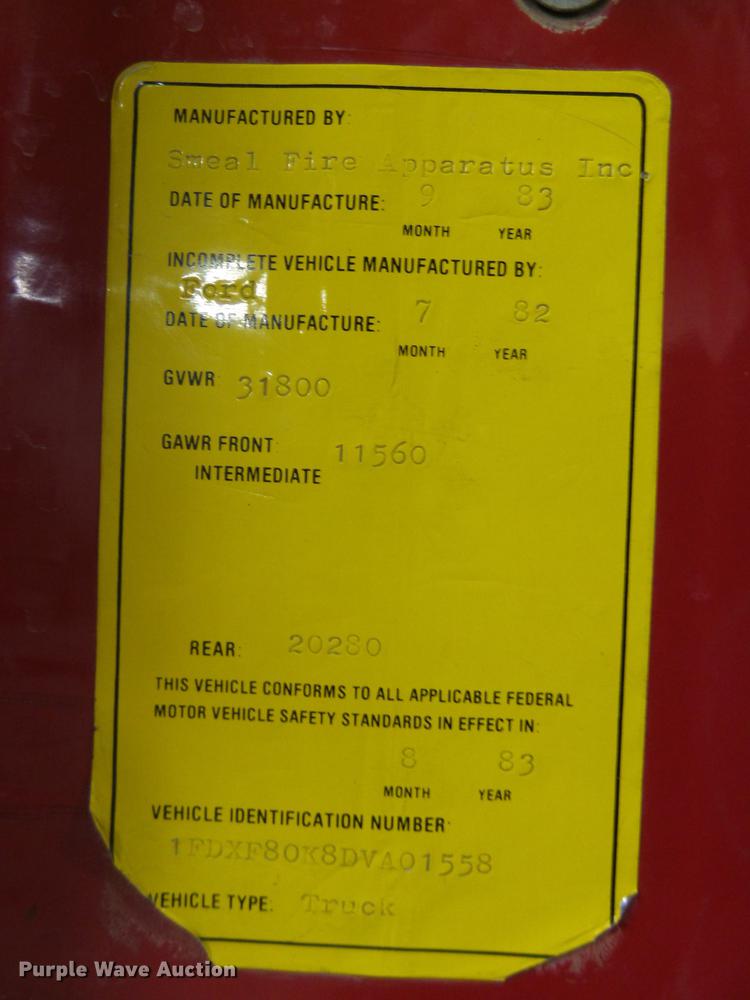 MANUFACTURED BY:
Smeal Fire Apparatus Inc.
DATE OF MANUFACTURE: 9 83
MONTH YEAR
INCOMPLETE VEHICLE MANUFACTURED BY:
Ford
DATE OF MANUFACTURE: 7 82
MONTH YEAR
GVWR 31800
GAWR FRONT: 11560
INTERMEDIATE
REAR: 20280
THIS VEHICLE CONFORMS TO ALL APPLICABLE FEDERAL
MOTOR VEHICLE SAFETY STANDARDS IN EFFECT IN:
8 83
MONTH YEAR
VEHICLE IDENTIFICATION NUMBER:
1FDXF80K8DVA01558
VEHICLE TYPE: Truck
Purple Wave Auction